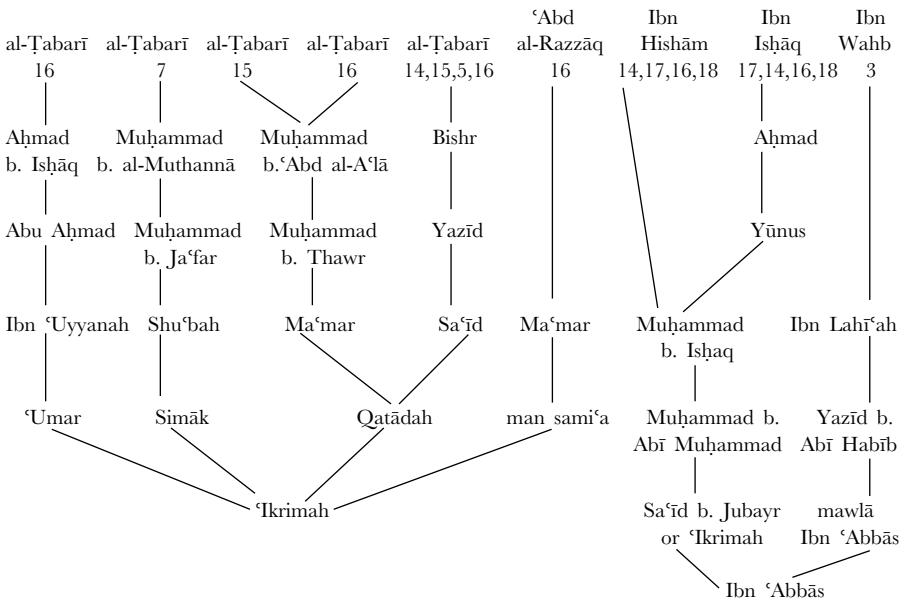 ʿAbd Ibn Ibn Ibn
al-Ṭabarī al-Ṭabarī al-Ṭabarī al-Ṭabarī al-Ṭabarī al-Razzāq Hishām Isḥāq Wahb
16 7 15 16 14,15,5,16 16 14,17,16,18 17,14,16,18 3
Aḥmad Muḥammad Muḥammad Bishr Aḥmad
b. Isḥāq b. al-Muthannā b.ʿAbd al-Aʿlā
Abu Aḥmad Muḥammad Muḥammad Yazīd Yūnus
b. Jaʿfar b. Thawr
Ibn ʿUyyanah Shuʿbah Maʿmar Saʿīd Maʿmar Muḥammad Ibn Lahīʿah
b. Isḥaq
ʿUmar Simāk Qatādah man samiʿa Muḥammad b. Yazīd b.
Abī Muḥammad Abī Habīb
ʿIkrimah Saʿīd b. Jubayr mawlā
or ʿIkrimah Ibn ʿAbbās
Ibn ʿAbbās